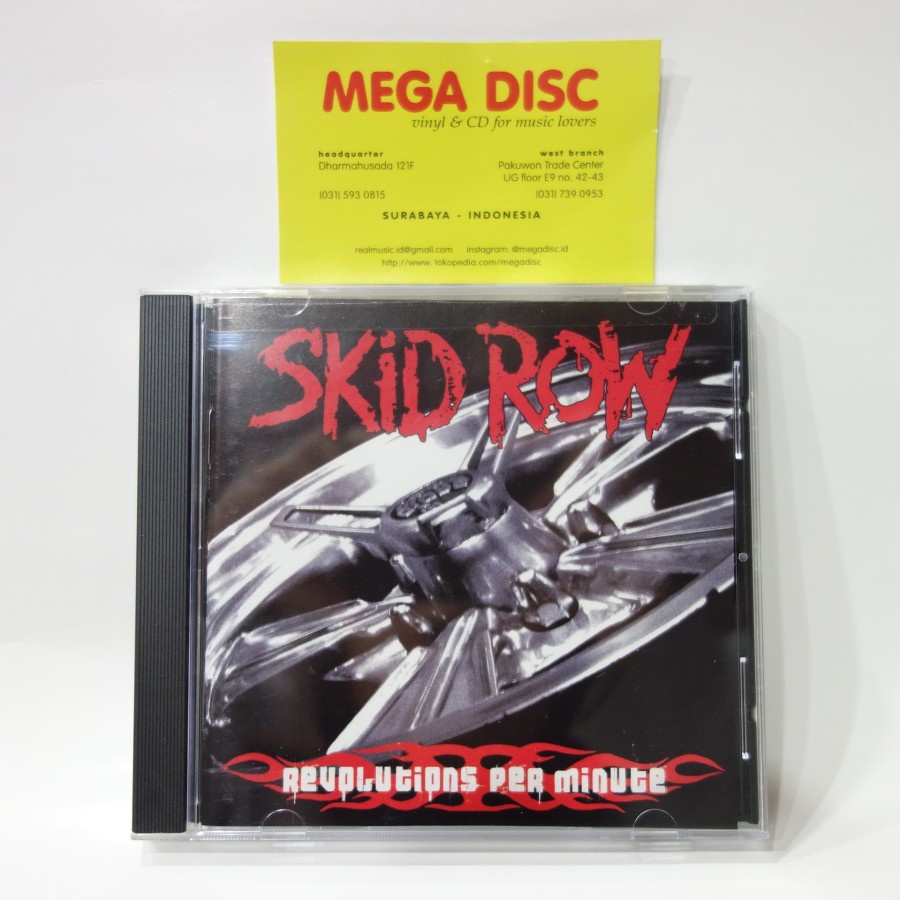 MEGA DISC
vinyl & CD for music lovers
headquarter
Dharmahusada 121F
(031) 593 0815
west branch
Pakuwon Trade Center
UG floor E9 no. 42-43
(031) 739 0953
SURABAYA - INDONESIA
realmusic.id@gmail.com instagram: @megadisc.id
http://www. tokopedia.com/megadisc
SKiD ROW
Revolutions per minute